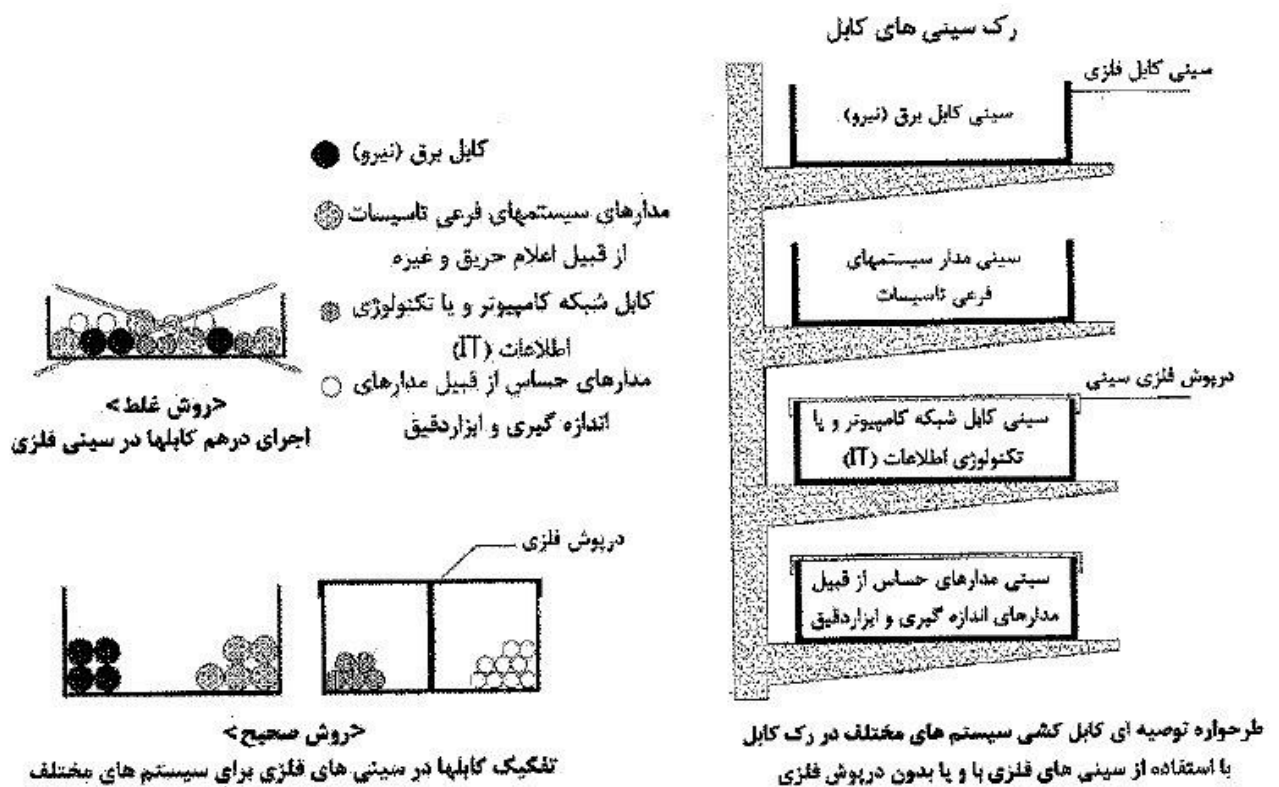 رک سینی های کابل
سینی کابل فلزی
سینی کابل برق (نیرو)
سینی مدار سیستمهای
فرعی تاسیسات
درپوش فلزی سینی
سینی کابل شبکه کامپیوتر و یا
تکنولوژی اطلاعات (IT)
سینی مدارهای حساس از قبیل
مدارهای اندازه گیری و ابزاردقیق
طرحواره توصیه ای کابل کشی سیستم های مختلف در رک کابل
با استفاده از سینی های فلزی با و یا بدون درپوش فلزی
کابل برق (نیرو)
مدارهای سیستمهای فرعی تاسیسات
از قبیل اعلام حریق و غیره
کابل شبکه کامپیوتر و یا تکنولوژی
اطلاعات (IT)
مدارهای حساس از قبیل مدارهای
اندازه گیری و ابزاردقیق
<روش غلط>
اجرای درهم کابلها در سینی فلزی
درپوش فلزی
<روش صحیح>
تفکیک کابلها در سینی های فلزی برای سیستم های مختلف